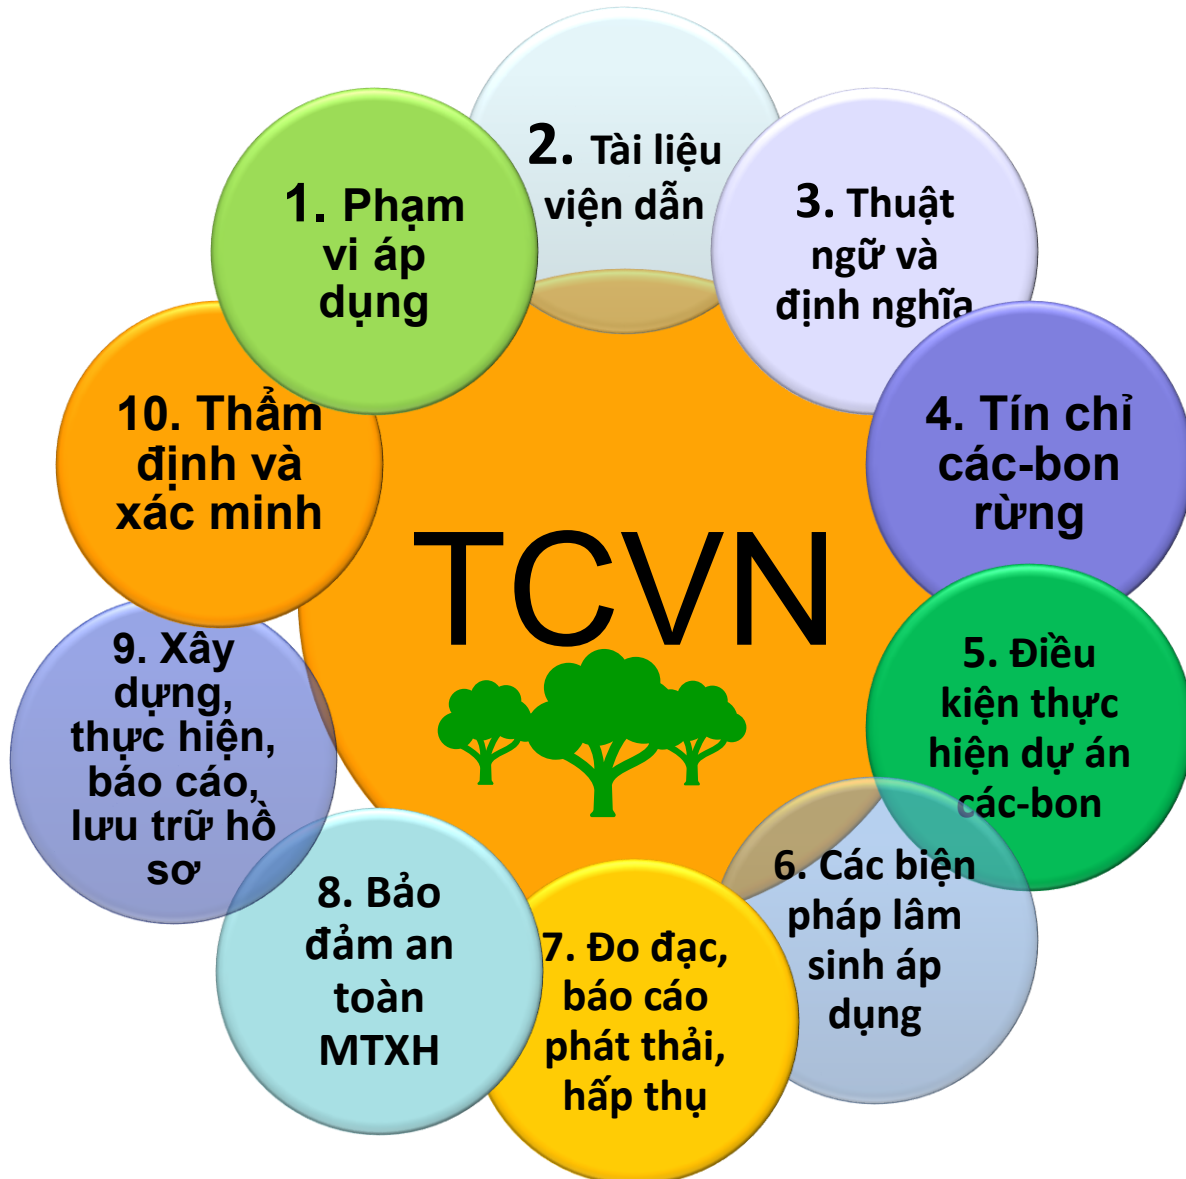 1. Phạm
vi áp
dụng
2. Tài liệu
viện dẫn
3. Thuật
ngữ và
định nghĩa
4. Tín chỉ
các-bon
rừng
5. Điều
kiện thực
hiện dự án
các-bon
6. Các biện
pháp lâm
sinh áp
dụng
7. Đo đạc,
báo cáo
phát thải,
hấp thụ
8. Bảo
đảm an
toàn
MTXH
9. Xây
dựng,
thực hiện,
báo cáo,
lưu trữ hồ
sơ
10. Thẩm
định và
xác minh
TCVN